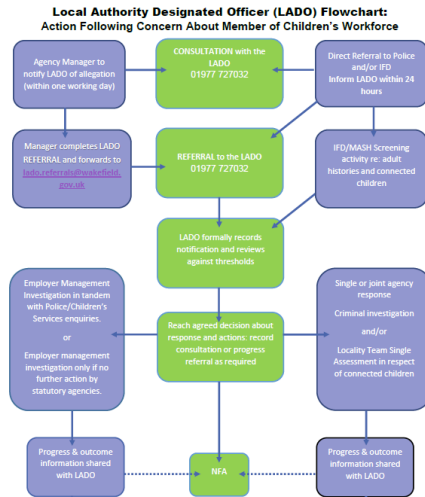 Local Authority Designated Officer (LADO) Flowchart:
Action Following Concern About Member of Children's Workforce
Agency Manager to
notify LADO of allegation
(within one working day)
CONSULTATION with the
LADO
01977 727032
Direct Referral to Police
and/or IFD
Inform LADO within 24
hours
Manager completes LADO
REFERRAL and forwards to
lado.referrals@wakefield.
gov.uk
REFERRAL to the LADO
01977 727032
IFD/MASH Screening
activity re: adult
histories and connected
children
LADO formally records
notification and reviews
against thresholds
Employer Management
Investigation in tandem
with Police/Children's
Services enquiries.
or
Employer management
investigation only if no
further action by
statutory agencies.
Reach agreed decision about
response and actions: record
consultation or progress
referral as required
Single or joint agency
response
Criminal investigation
and/or
Locality Team Single
Assessment in respect
of connected children
Progress & outcome
information shared
with LADO
NFA
Progress & outcome
information shared
with LADO